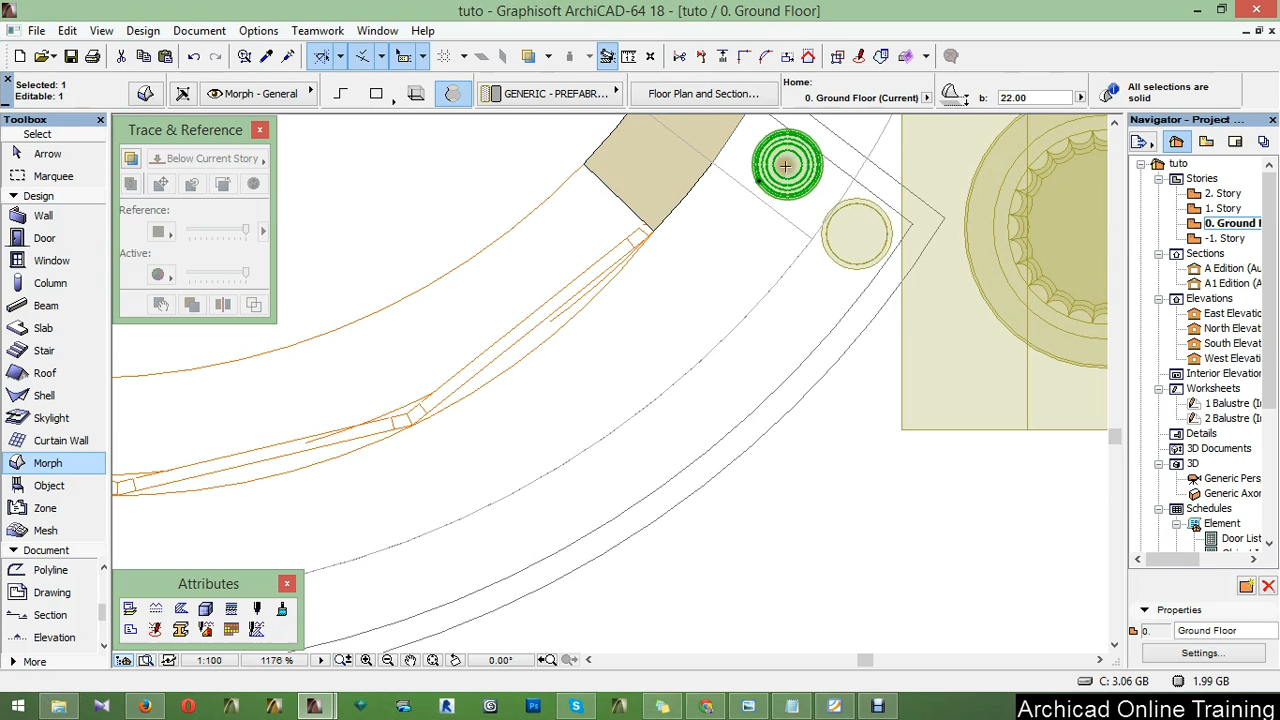 tuto - Graphisoft ArchiCAD-64 18 - [tuto / 0. Ground Floor]
File Edit View Design Document Options Teamwork Window Help
Selected: 1
Editable: 1
Morph - General
GENERIC - PREFABR...
Floor Plan and Section...
Home:
0. Ground Floor (Current)
b: 22.00
All selections are
solid
Toolbox
Select
Arrow
Marquee
Design
Wall
Door
Window
Column
Beam
Slab
Stair
Roof
Shell
Skylight
Curtain Wall
Morph
Object
Zone
Mesh
Document
Polyline
Drawing
Section
Elevation
More
Trace & Reference
Below Current Story
Reference:
Active:
Attributes
1:100
1176 %
0.00°
Navigator - Project ...
tuto
Stories
2. Story
1. Story
0. Ground F
-1. Story
Sections
A Edition (Au
A1 Edition (A
Elevations
East Elevatio
North Elevat
South Elevat
West Elevati
Interior Elevation
Worksheets
1 Balustre (I
2 Balustre (I
Details
3D Documents
3D
Generic Pers
Generic Axon
Schedules
Element
Door List
Properties
0. Ground Floor
Settings...
C: 3.06 GB
1.99 GB
Archicad Online Training